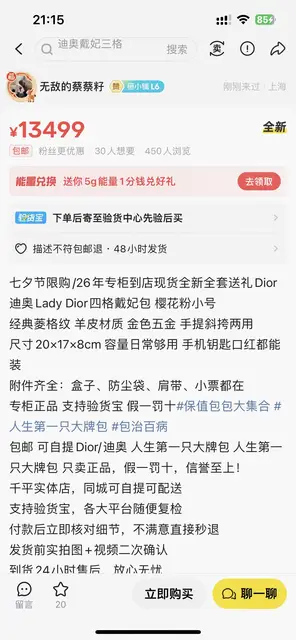 21:15
85
迪奥戴妃三格
搜索
卖
无敌的蔡蔡籽
L6
刚刚来过 | 上海
¥13499
全新
包邮 粉丝更优惠 30人想要 450人浏览
能量兑换 送你5g能量1分钱兑好礼
去领取
验货宝 下单后寄至验货中心先验后买
描述不符包邮退·48小时发货
七夕节限购/26年专柜到店现货全新全套送礼Dior
迪奥Lady Dior四格戴妃包 樱花粉小号
经典菱格纹 羊皮材质 金色五金 手提斜挎两用
尺寸20×17×8cm 容量日常够用 手机钥匙口红都能
装
附件齐全：盒子、防尘袋、肩带、小票都在
专柜正品 支持验货宝 假一罚十#保值包包大集合 #
人生第一只大牌包 #包治百病
包邮 可自提Dior/迪奥 人生第一只大牌包 人生第一
只大牌包 只卖正品，假一罚十，信誉至上！
千平实体店，同城可自提可配送
支持验货宝，各大平台随便复检
付款后立即核对细节，不满意直接秒退
发货前实拍图+视频二次确认
到货24小时售后，放心无忧
留言
20
立即购买
聊一聊